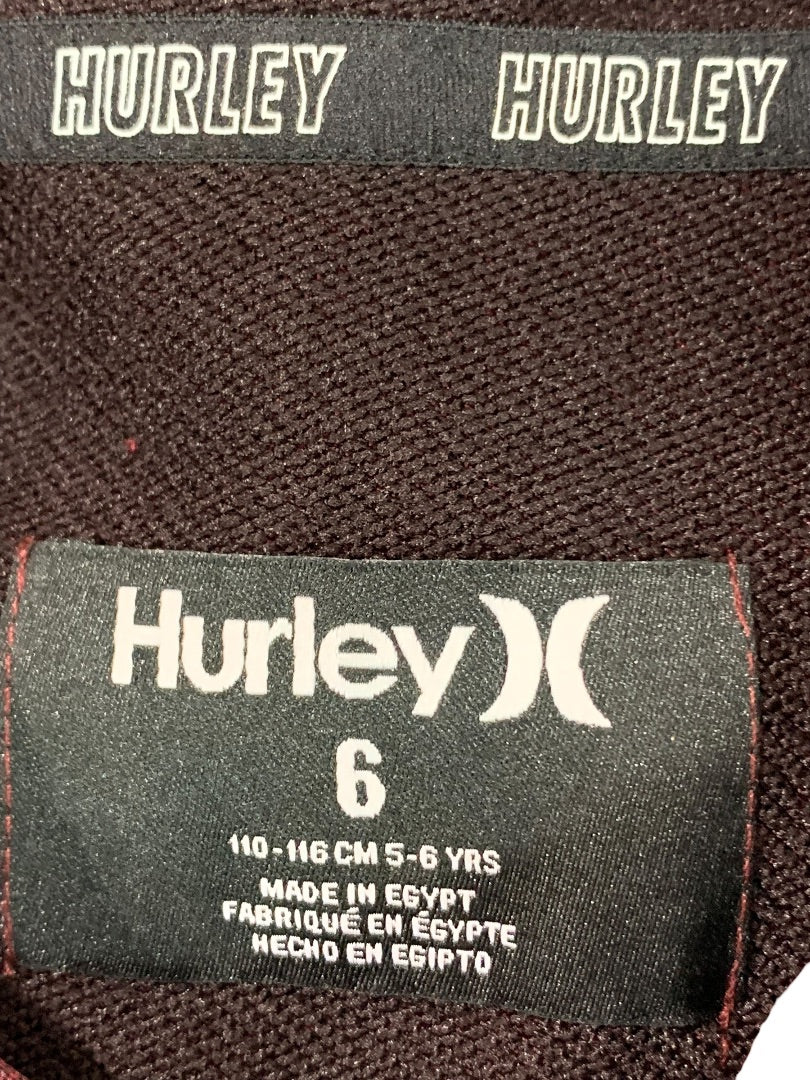 HURLEY HURLEY
Hurley
6
110-116 CM 5-6 YRS
MADE IN EGYPT
FABRIQUÉ EN ÉGYPTE
HECHO EN EGIPTO